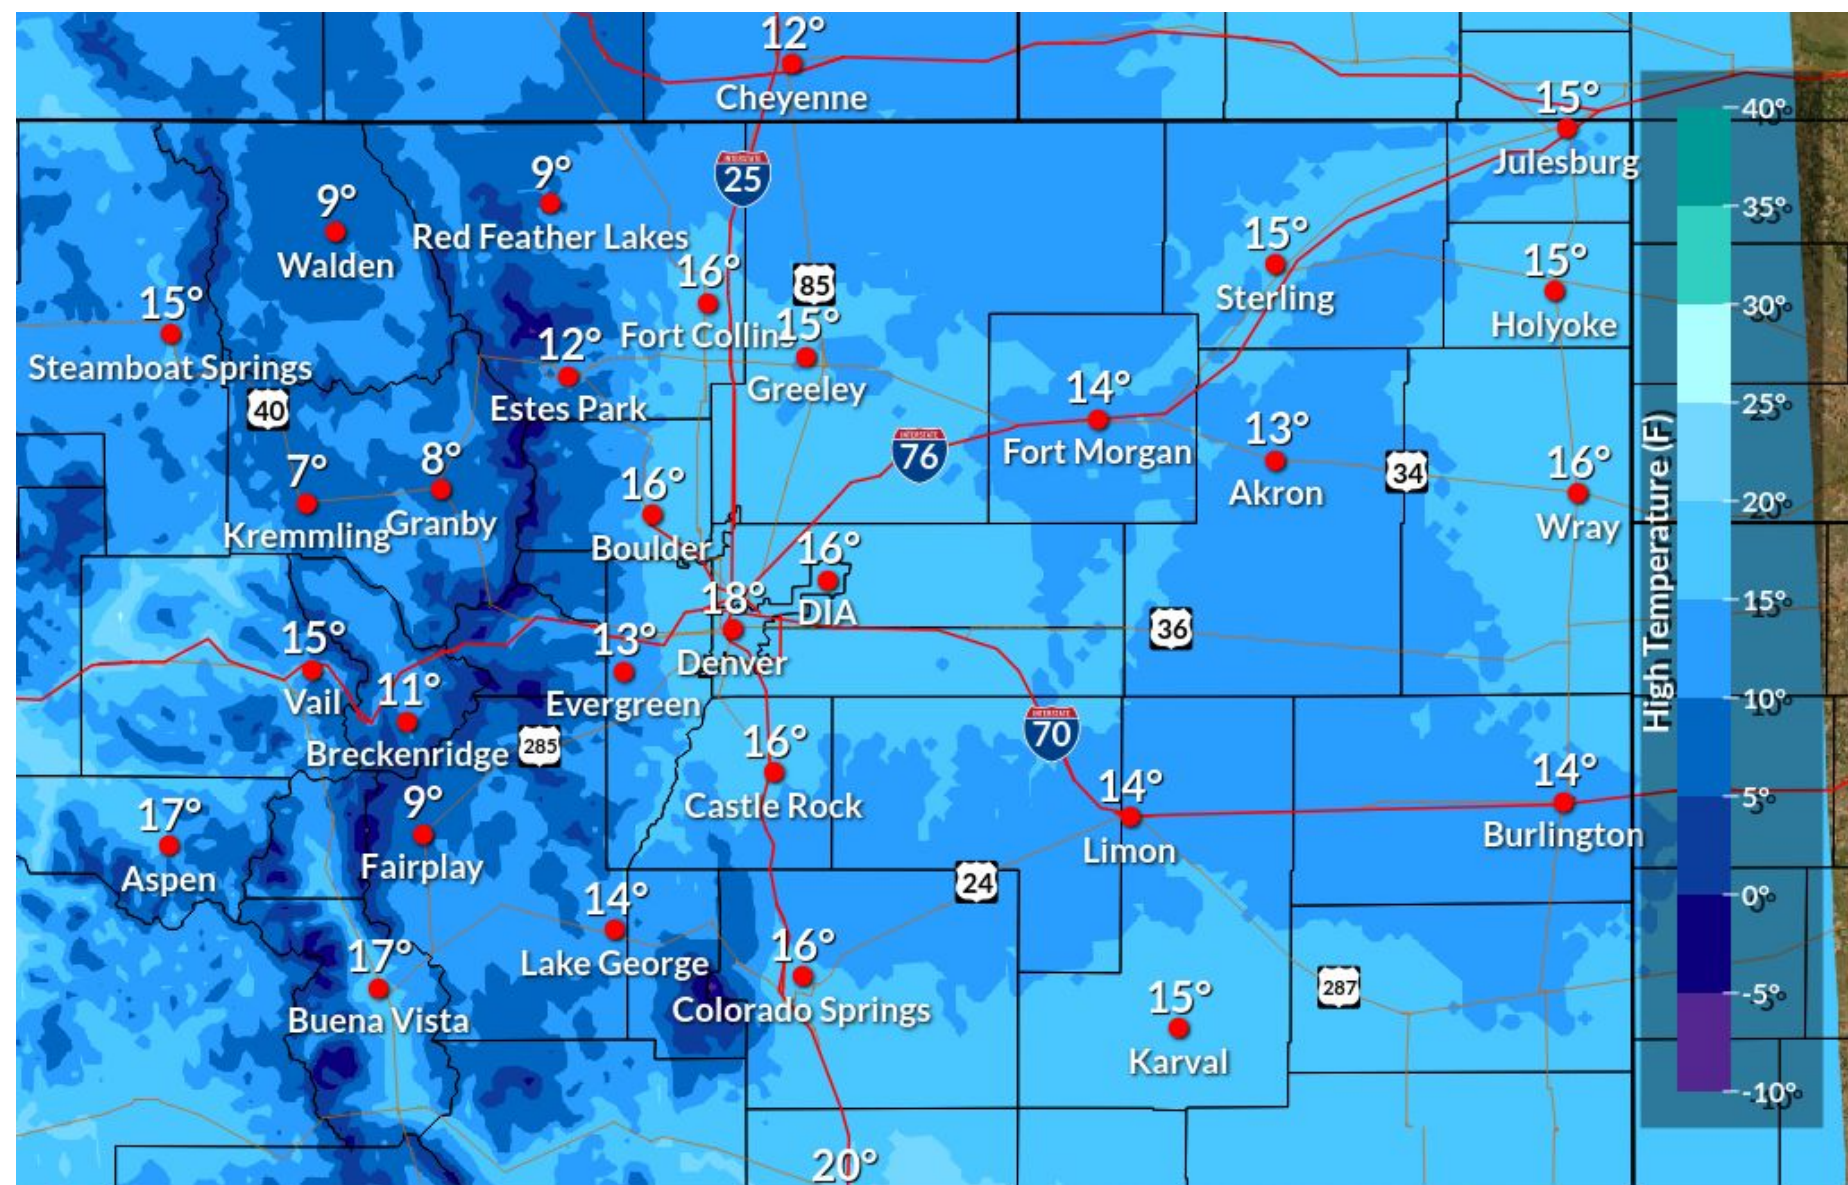 12°
Cheyenne
15°
Julesburg
INTERSTATE
25
9°
Red Feather Lakes
9°
Walden
16°
Fort Collins
85
15°
Greeley
15°
Sterling
15°
Holyoke
15°
Steamboat Springs
12°
Estes Park
40
14°
Fort Morgan
INTERSTATE
76
13°
Akron
34
16°
Wray
7°
Kremmling
8°
Granby
16°
Boulder
16°
DIA
18°
Denver
36
15°
Vail
13°
Evergreen
11°
Breckenridge
285
16°
Castle Rock
INTERSTATE
70
14°
Limon
14°
Burlington
17°
Aspen
9°
Fairplay
14°
Lake George
24
17°
Buena Vista
16°
Colorado Springs
15°
Karval
287
20°
High Temperature (F)
40°
35°
30°
25°
20°
15°
10°
5°
0°
-5°
-10°